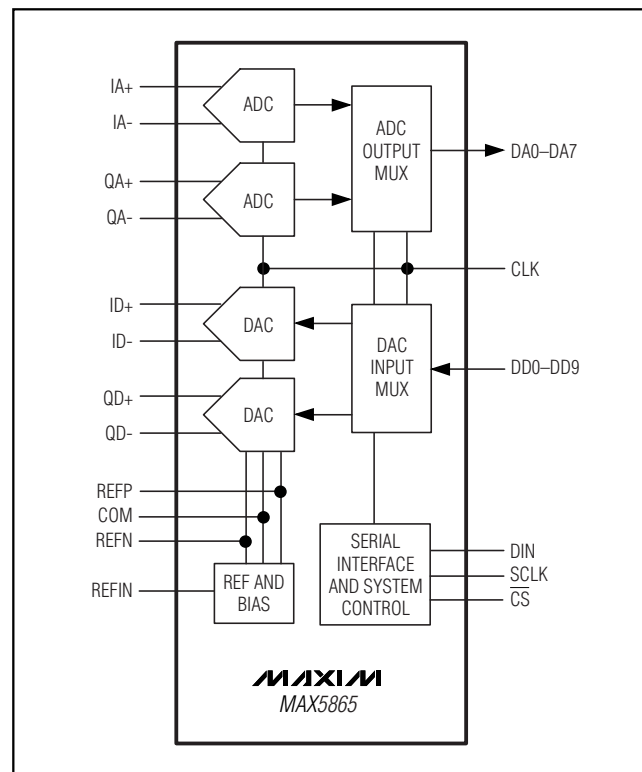 IA+
IA-
ADC
QA+
QA-
ADC
ADC
OUTPUT
MUX
DA0–DA7
CLK
ID+
ID-
DAC
QD+
QD-
DAC
DAC
INPUT
MUX
DD0–DD9
REFP
COM
REFN
REFIN
REF AND
BIAS
SERIAL
INTERFACE
AND SYSTEM
CONTROL
DIN
SCLK
CS
MAXIM
MAX5865